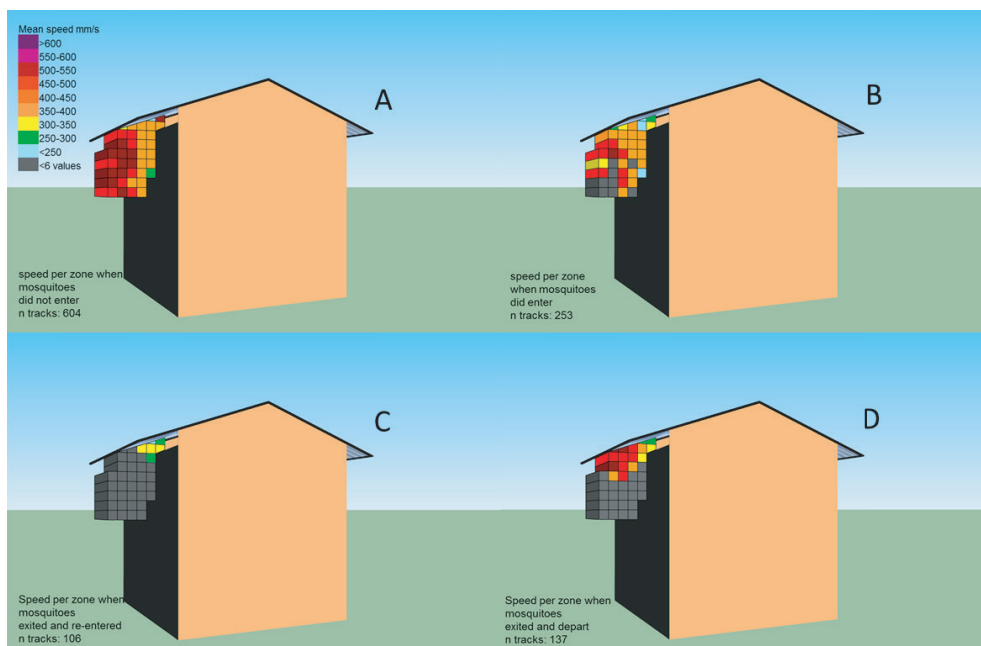 Mean speed mm/s
>600
550-600
500-550
450-500
400-450
350-400
300-350
250-300
<250
<6 values
A
speed per zone when
mosquitoes
did not enter
n tracks: 604
B
speed per zone
when mosquitoes
did enter
n tracks: 253
C
Speed per zone when
mosquitoes
exited and re-entered
n tracks: 106
D
Speed per zone when
mosquitoes
exited and depart
n tracks: 137